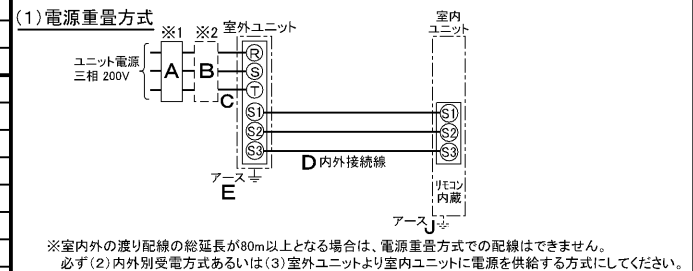 (1)電源重畳方式
※1 ※2 室外ユニット
室内
ユニット
ユニット電源
三相 200V
A
B
C
R
S
T
S1
S2
S3
S1
S2
S3
D 内外接続線
アース
E
リモコン
内蔵
アース
J
※室内外の渡り配線の総延長が80m以上となる場合は、電源重畳方式での配線はできません。
必ず(2)内外別受電方式あるいは(3)室外ユニットより室内ユニットに電源を供給する方式にしてください。